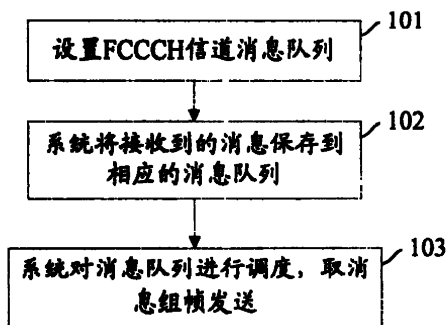 101
设置FCCCH信道消息队列
102
系统将接收到的消息保存到
相应的消息队列
103
系统对消息队列进行调度，取消
息组帧发送